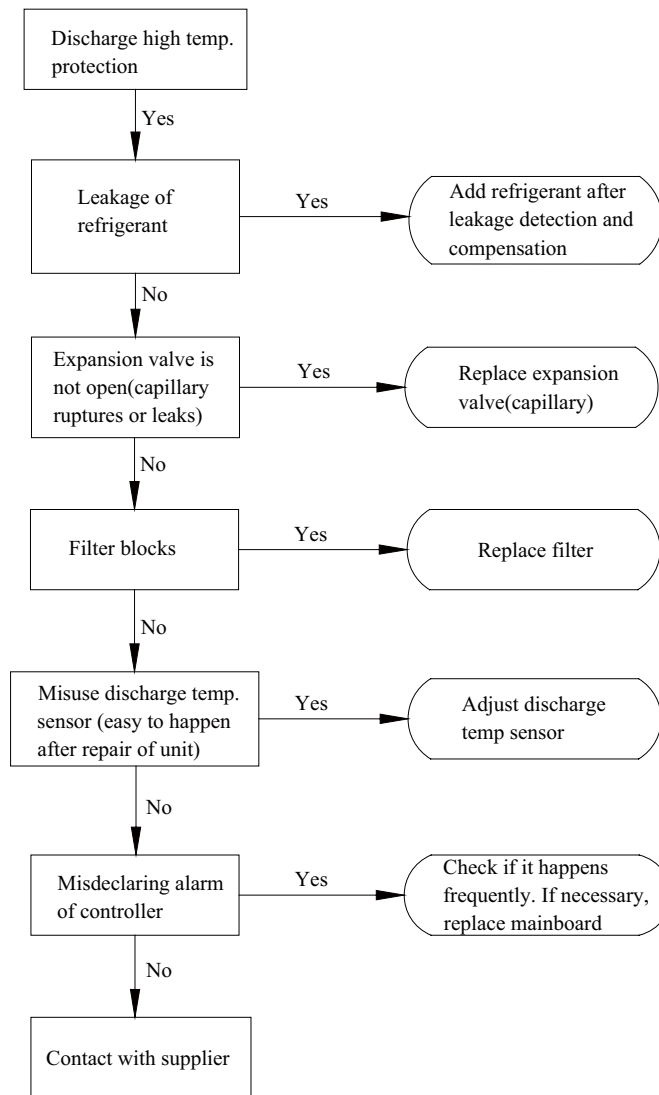 Discharge high temp.
protection
Yes
Leakage of
refrigerant
Yes
Add refrigerant after
leakage detection and
compensation
No
Expansion valve is
not open(capillary
ruptures or leaks)
Yes
Replace expansion
valve(capillary)
No
Filter blocks
Yes
Replace filter
No
Misuse discharge temp.
sensor (easy to happen
after repair of unit)
Yes
Adjust discharge
temp sensor
No
Misdeclaring alarm
of controller
Yes
Check if it happens
frequently. If necessary,
replace mainboard
No
Contact with supplier